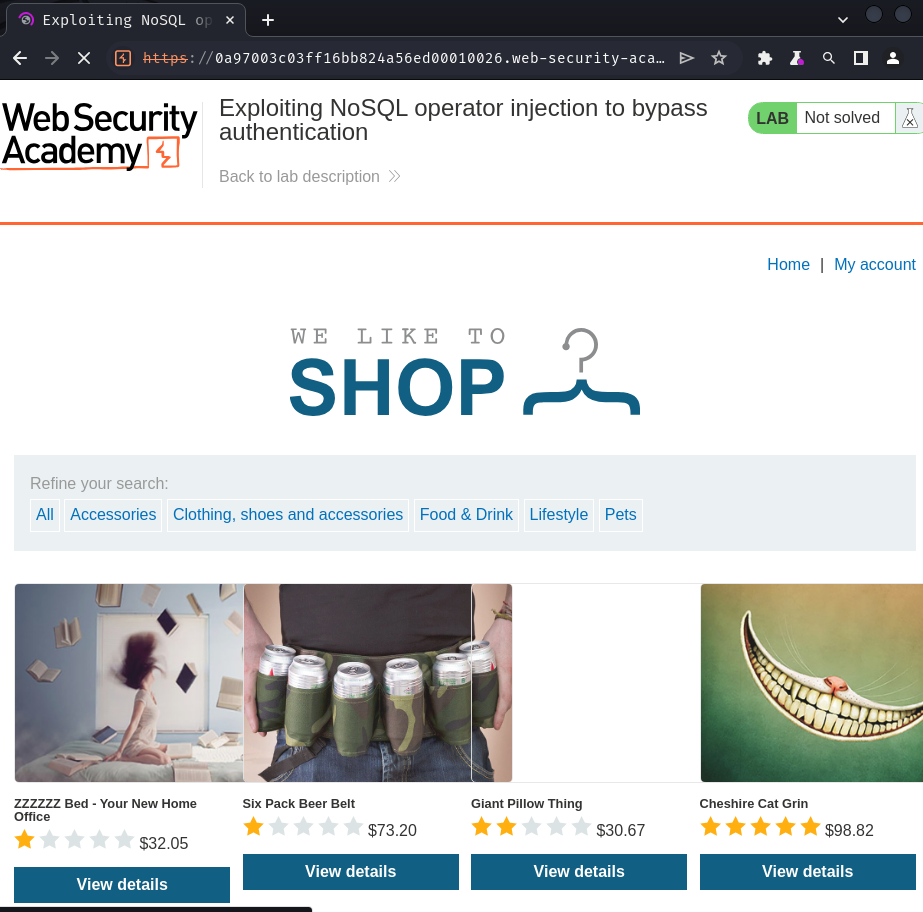 Exploiting NoSQL op
https://0a97003c03ff16bb824a56ed00010026.web-security-aca…
Web Security
Academy
Exploiting NoSQL operator injection to bypass
authentication
Back to lab description
LAB Not solved
Home | My account
WE LIKE TO
SHOP
Refine your search:
All Accessories Clothing, shoes and accessories Food & Drink Lifestyle Pets
ZZZZZZ Bed - Your New Home
Office
$32.05
View details
Six Pack Beer Belt
$73.20
View details
Giant Pillow Thing
$30.67
View details
Cheshire Cat Grin
$98.82
View details